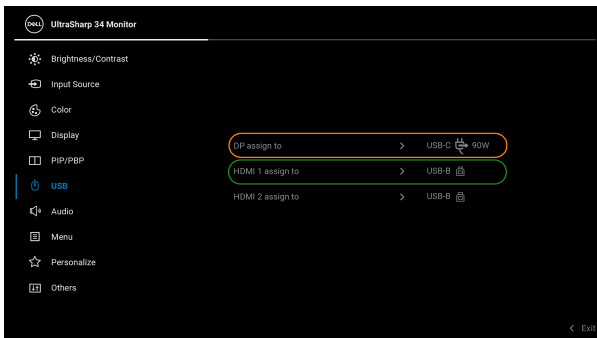 DELL UltraSharp 34 Monitor
Brightness/Contrast
Input Source
Color
Display
PIP/PBP
USB
Audio
Menu
Personalize
Others
DP assign to > USB-C 90W
HDMI 1 assign to > USB-B
HDMI 2 assign to > USB-B
< Exit